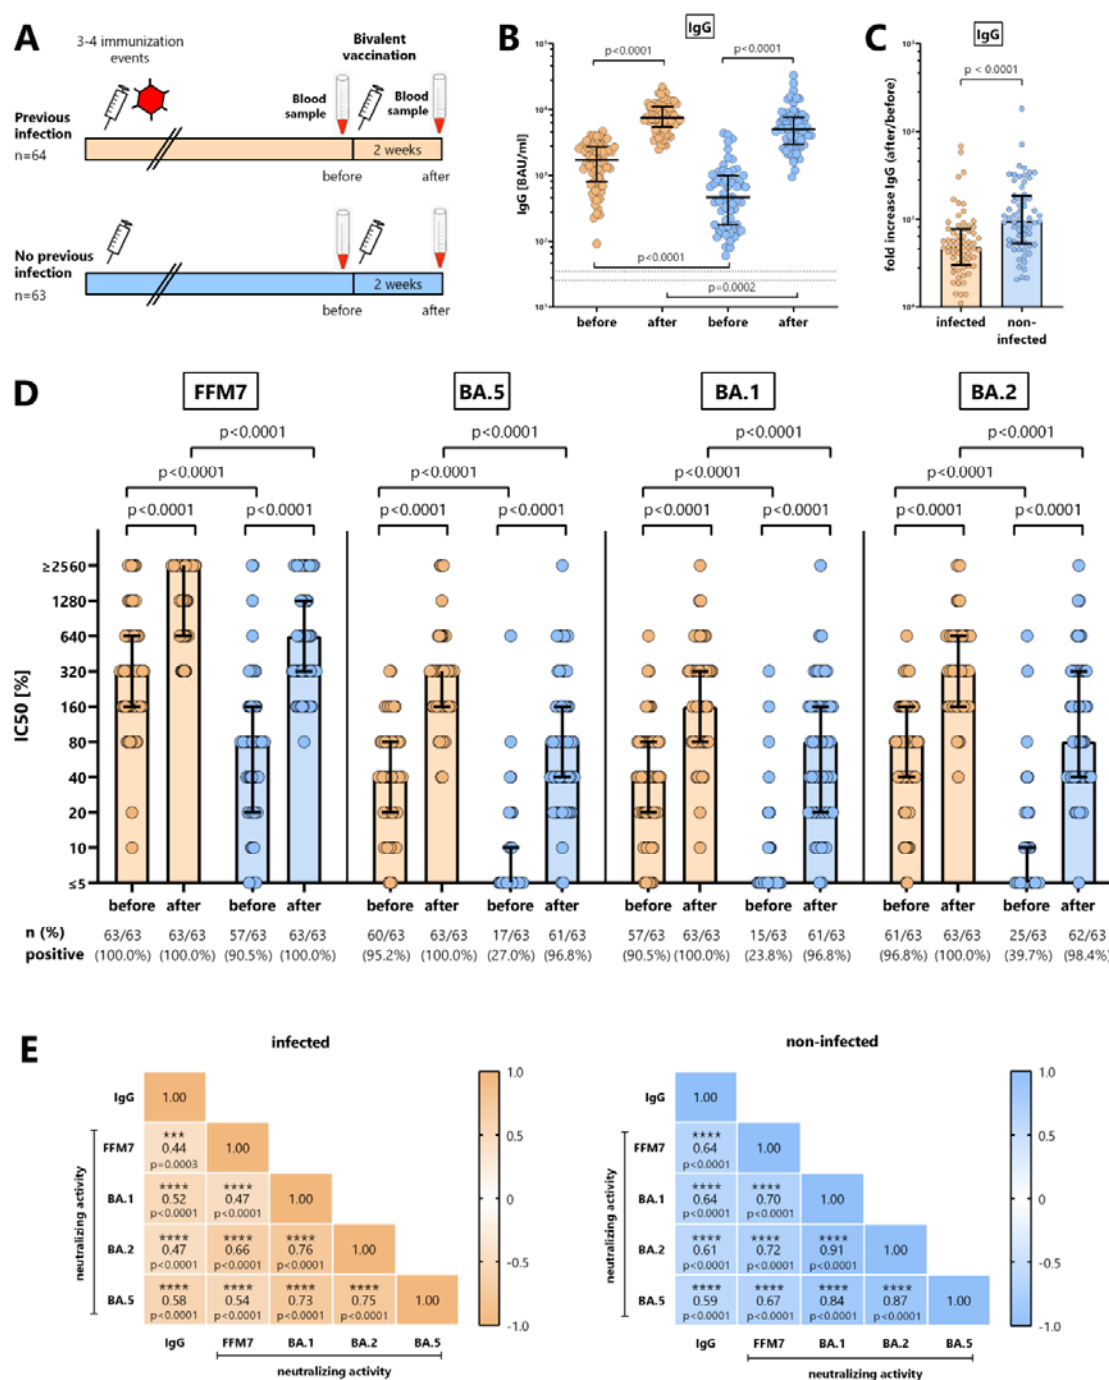 A
3-4 immunization
events
Bivalent
vaccination
Blood
sample
Blood
sample
Previous
infection
n=64
2 weeks
before
after
No previous
infection
n=63
2 weeks
before
after
B
IgG
p<0.0001
p<0.0001
IgG [BAU/ml]
10⁵
10⁴
10³
10²
10¹
p<0.0001
p=0.0002
before after before after
C
IgG
p < 0.0001
fold increase IgG (after/before)
10³
10²
10¹
10⁰
infected
non-
infected
D
FFM7 BA.5 BA.1 BA.2
p<0.0001 p<0.0001 p<0.0001 p<0.0001
p<0.0001 p<0.0001 p<0.0001 p<0.0001
p<0.0001 p<0.0001 p<0.0001 p<0.0001 p<0.0001 p<0.0001 p<0.0001 p<0.0001
IC50 [%]
≥2560
1280
640
320
160
80
40
20
10
≤5
before after before after before after before after before after before after before after before after
n (%) 63/63 63/63 57/63 63/63 60/63 63/63 17/63 61/63 57/63 63/63 15/63 61/63 61/63 63/63 25/63 62/63
positive (100.0%) (100.0%) (90.5%) (100.0%) (95.2%) (100.0%) (27.0%) (96.8%) (90.5%) (100.0%) (23.8%) (96.8%) (96.8%) (100.0%) (39.7%) (98.4%)
E
infected
IgG 1.00
FFM7
***
0.44 1.00
p=0.0003
BA.1
**** ****
0.52 0.47 1.00
p<0.0001 p<0.0001
BA.2
**** **** ****
0.47 0.66 0.76 1.00
p<0.0001 p<0.0001 p<0.0001
BA.5
**** **** **** ****
0.58 0.54 0.73 0.75 1.00
p<0.0001 p<0.0001 p<0.0001 p<0.0001
IgG FFM7 BA.1 BA.2 BA.5
neutralizing activity
neutralizing activity
1.0
0.5
0
-0.5
-1.0
non-infected
IgG 1.00
FFM7
****
0.64 1.00
p<0.0001
BA.1
**** ****
0.64 0.70 1.00
p<0.0001 p<0.0001
BA.2
**** **** ****
0.61 0.72 0.91 1.00
p<0.0001 p<0.0001 p<0.0001
BA.5
**** **** **** ****
0.59 0.67 0.84 0.87 1.00
p<0.0001 p<0.0001 p<0.0001 p<0.0001
IgG FFM7 BA.1 BA.2 BA.5
neutralizing activity
neutralizing activity
1.0
0.5
0
-0.5
-1.0